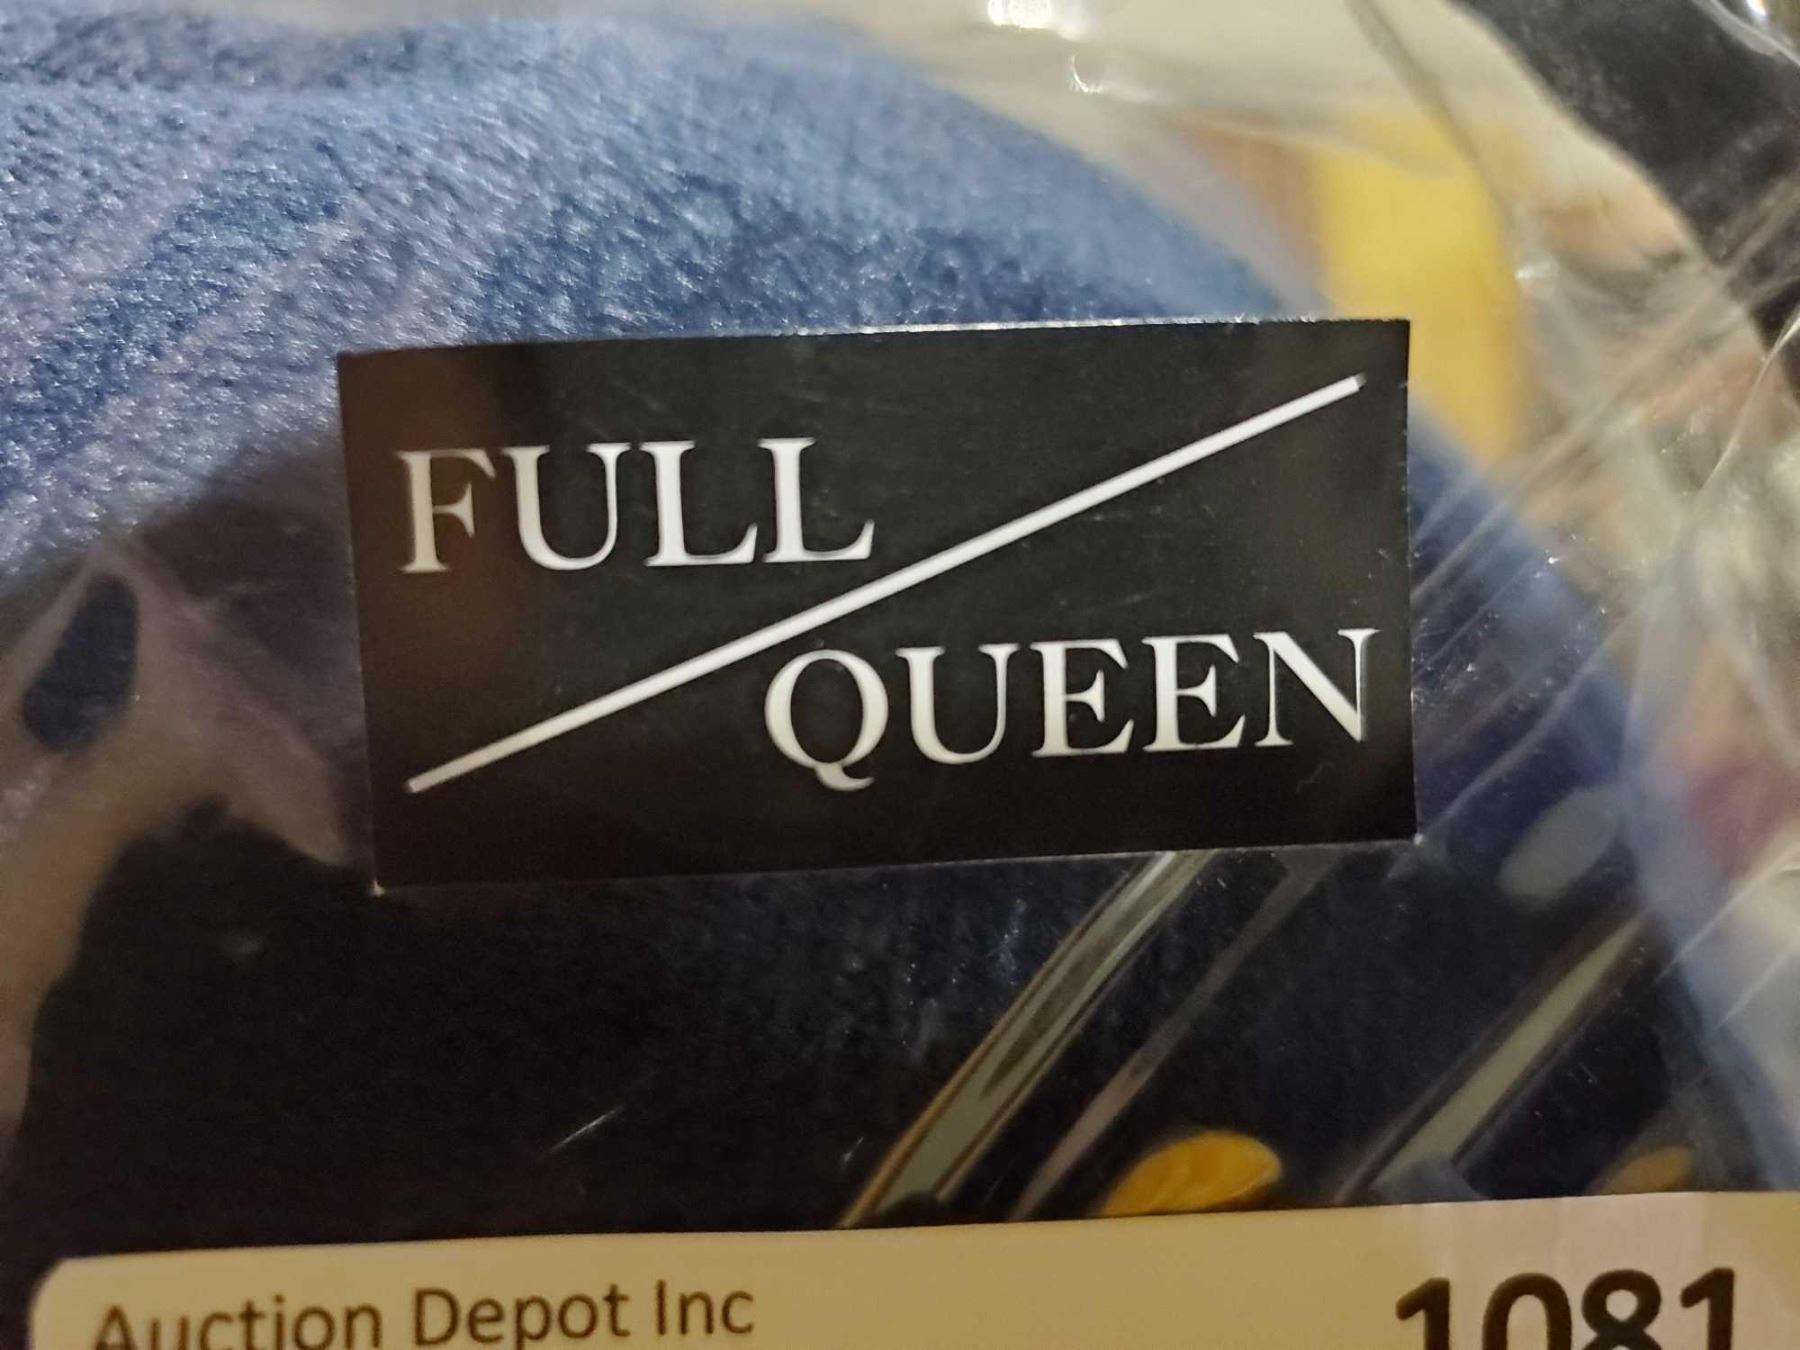 FULL
QUEEN
Auction Depot Inc
1081